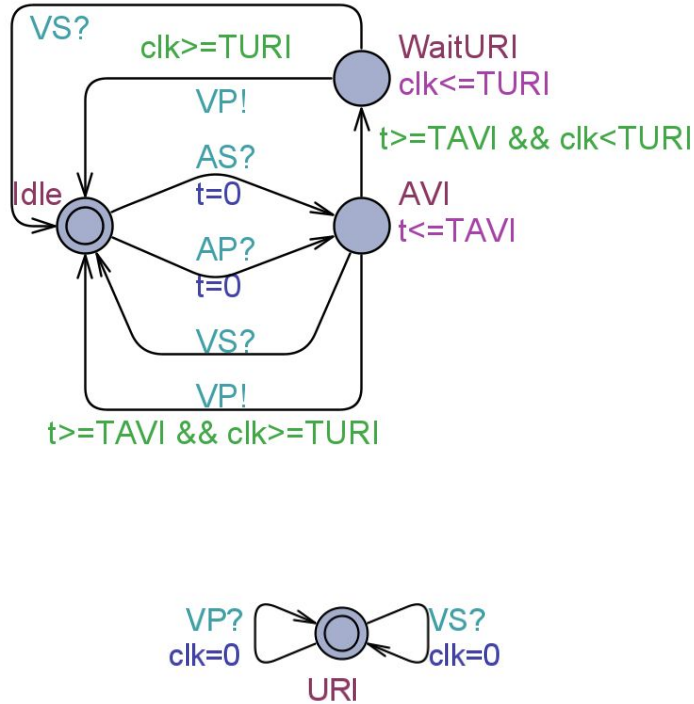 VS?
clk>=TURI
WaitURI
clk<=TURI
VP!
t>=TAVI && clk<TURI
AS?
t=0
Idle
AVI
t<=TAVI
AP?
t=0
VS?
VP!
t>=TAVI && clk>=TURI
VP?
clk=0
VS?
clk=0
URI